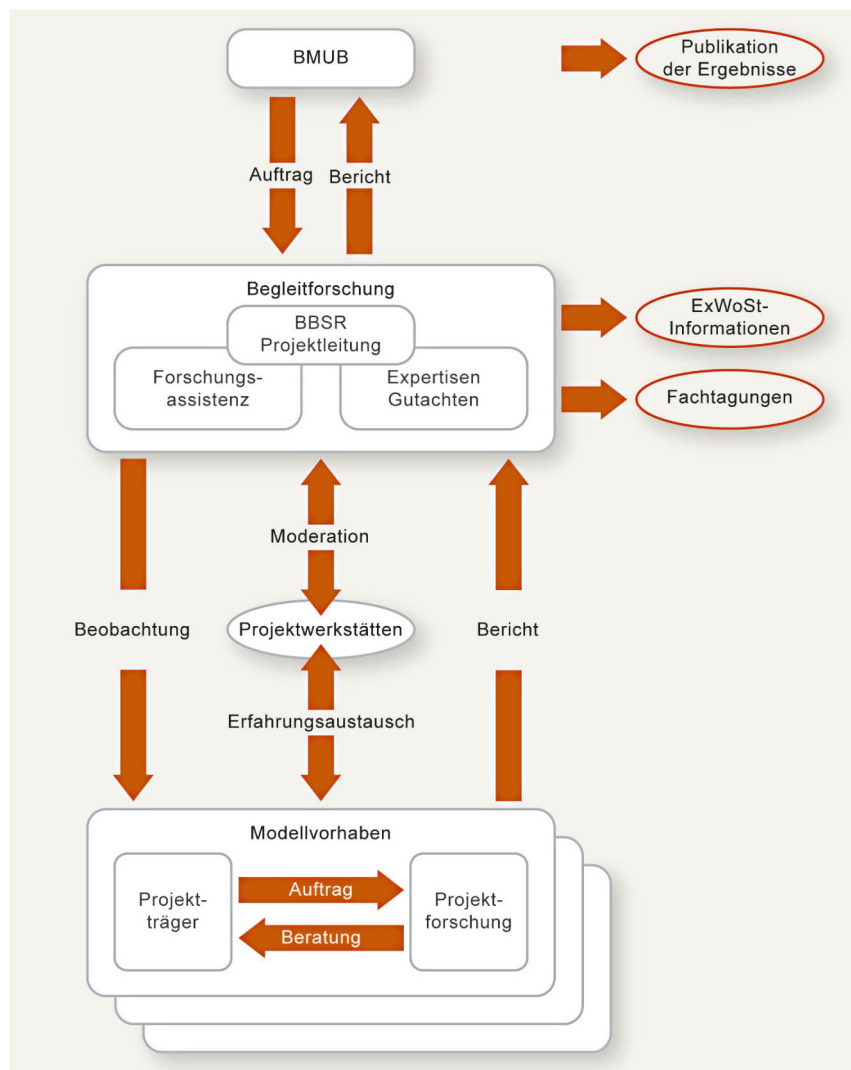 BMUB
Publikation
der Ergebnisse
Auftrag
Bericht
Begleitforschung
BBSR
Projektleitung
Forschungs-
assistenz
Expertisen
Gutachten
ExWoSt-
Informationen
Fachtagungen
Moderation
Beobachtung
Projektwerkstätten
Bericht
Erfahrungsaustausch
Modellvorhaben
Projekt-
träger
Auftrag
Beratung
Projekt-
forschung